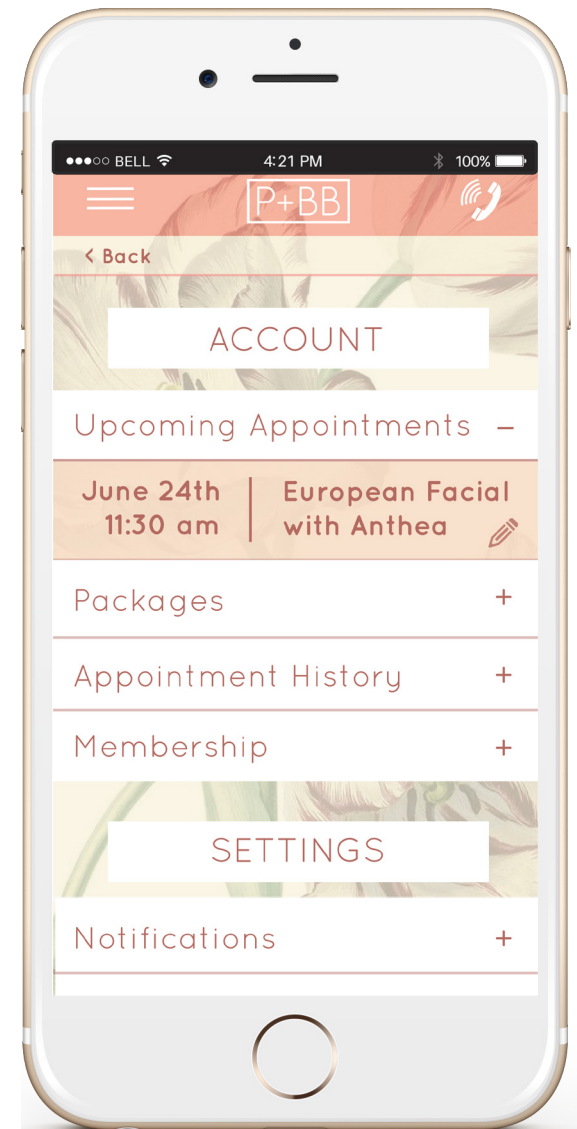 BELL 4:21 PM 100%
P+BB
< Back
ACCOUNT
Upcoming Appointments –
June 24th
11:30 am
European Facial
with Anthea
Packages +
Appointment History +
Membership +
SETTINGS
Notifications +